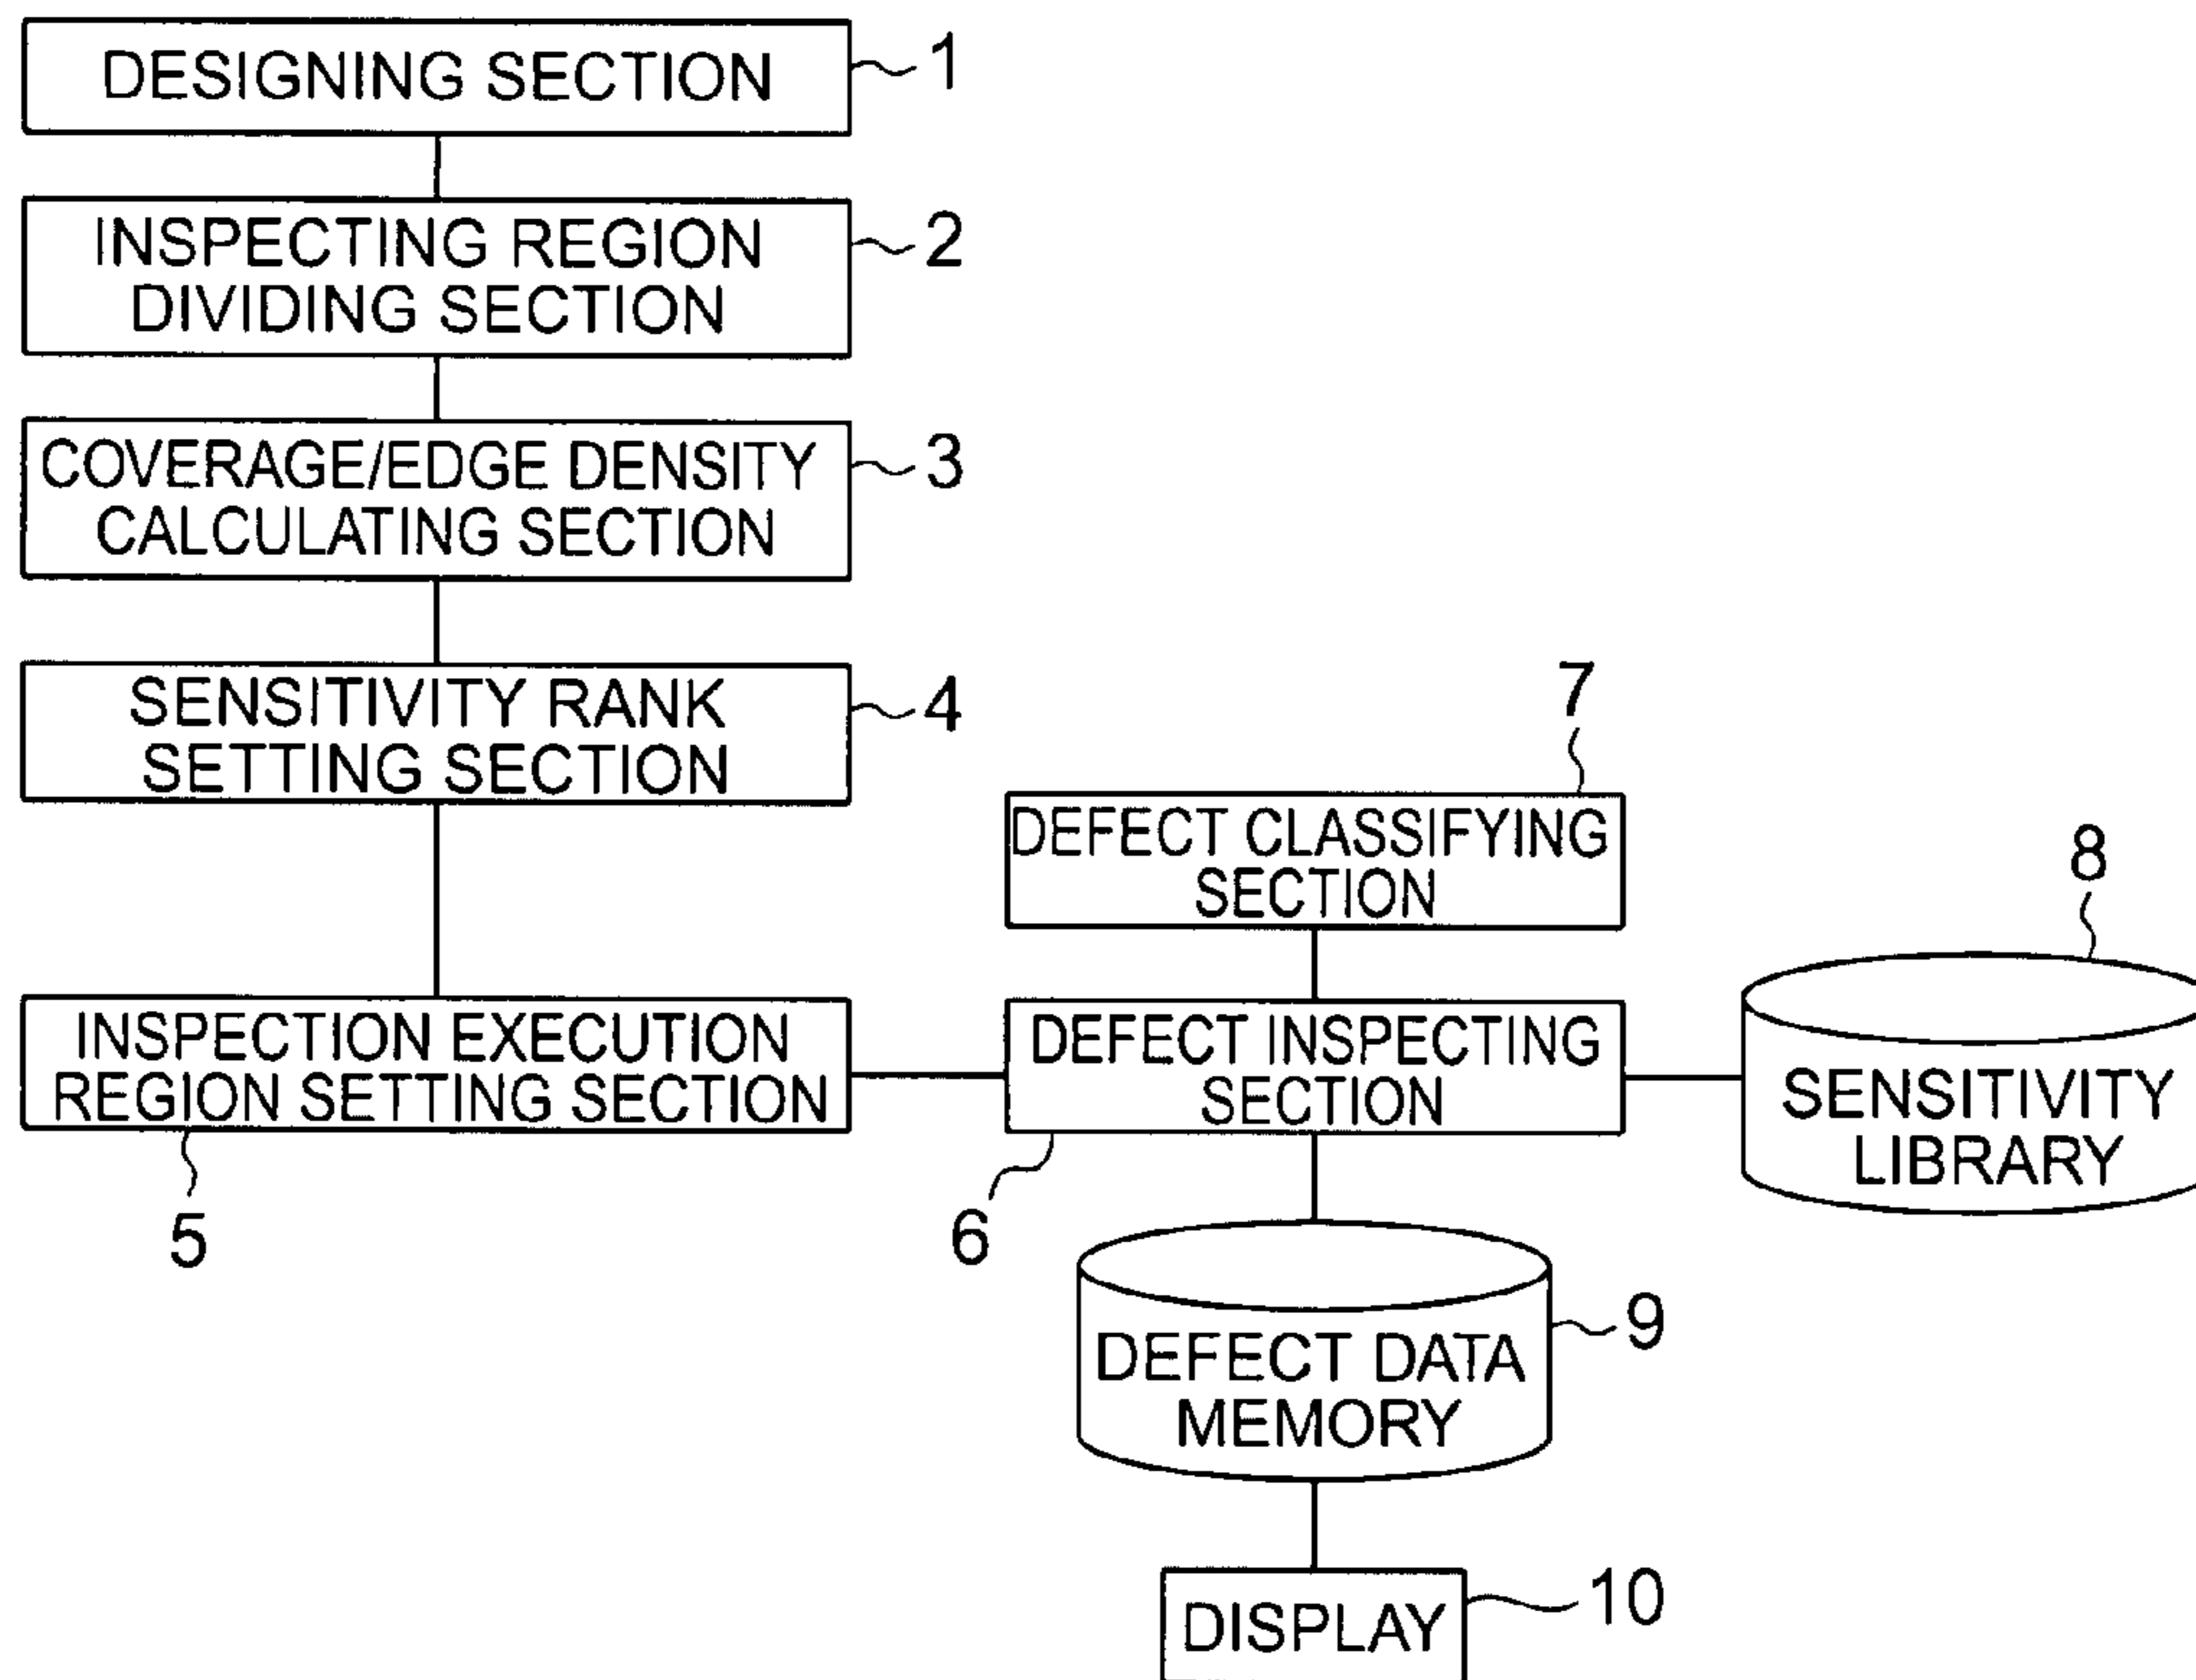 DESIGNING SECTION
1
INSPECTING REGION
DIVIDING SECTION
2
COVERAGE/EDGE DENSITY
CALCULATING SECTION
3
SENSITIVITY RANK
SETTING SECTION
4
7
DEFECT CLASSIFYING
SECTION
8
INSPECTION EXECUTION
REGION SETTING SECTION
5
DEFECT INSPECTING
SECTION
6
SENSITIVITY
LIBRARY
DEFECT DATA
MEMORY
9
DISPLAY
10